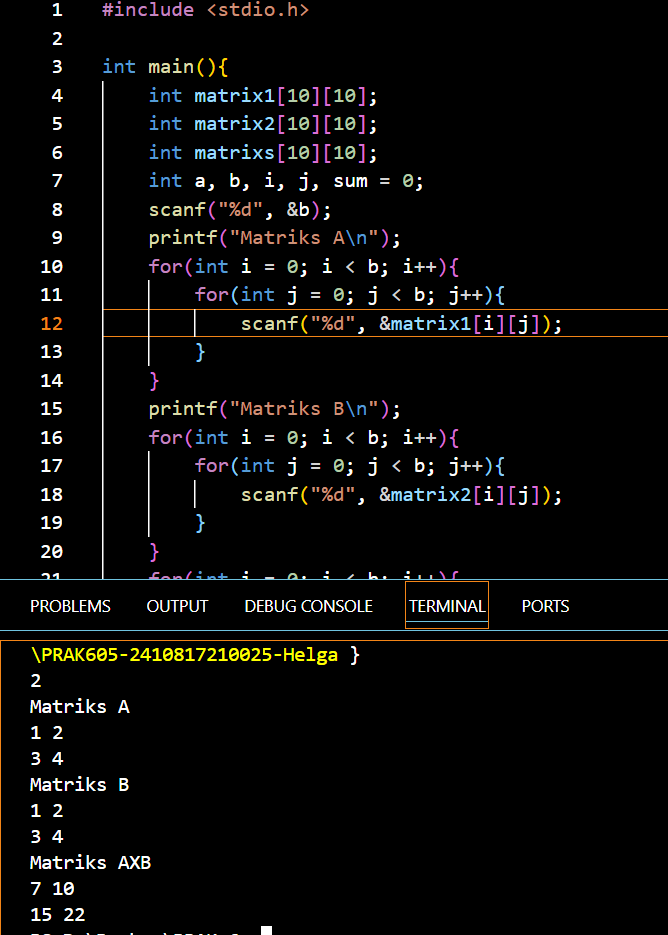 1 #include <stdio.h>
2
3 int main(){
4 int matrix1[10][10];
5 int matrix2[10][10];
6 int matrixs[10][10];
7 int a, b, i, j, sum = 0;
8 scanf("%d", &b);
9 printf("Matriks A\n");
10 for(int i = 0; i < b; i++){
11 for(int j = 0; j < b; j++){
12 scanf("%d", &matrix1[i][j]);
13 }
14 }
15 printf("Matriks B\n");
16 for(int i = 0; i < b; i++){
17 for(int j = 0; j < b; j++){
18 scanf("%d", &matrix2[i][j]);
19 }
20 }
21 for(int i = 0; i < b; i++){
PROBLEMS OUTPUT DEBUG CONSOLE TERMINAL PORTS
\PRAK605-2410817210025-Helga }
2
Matriks A
1 2
3 4
Matriks B
1 2
3 4
Matriks AXB
7 10
15 22